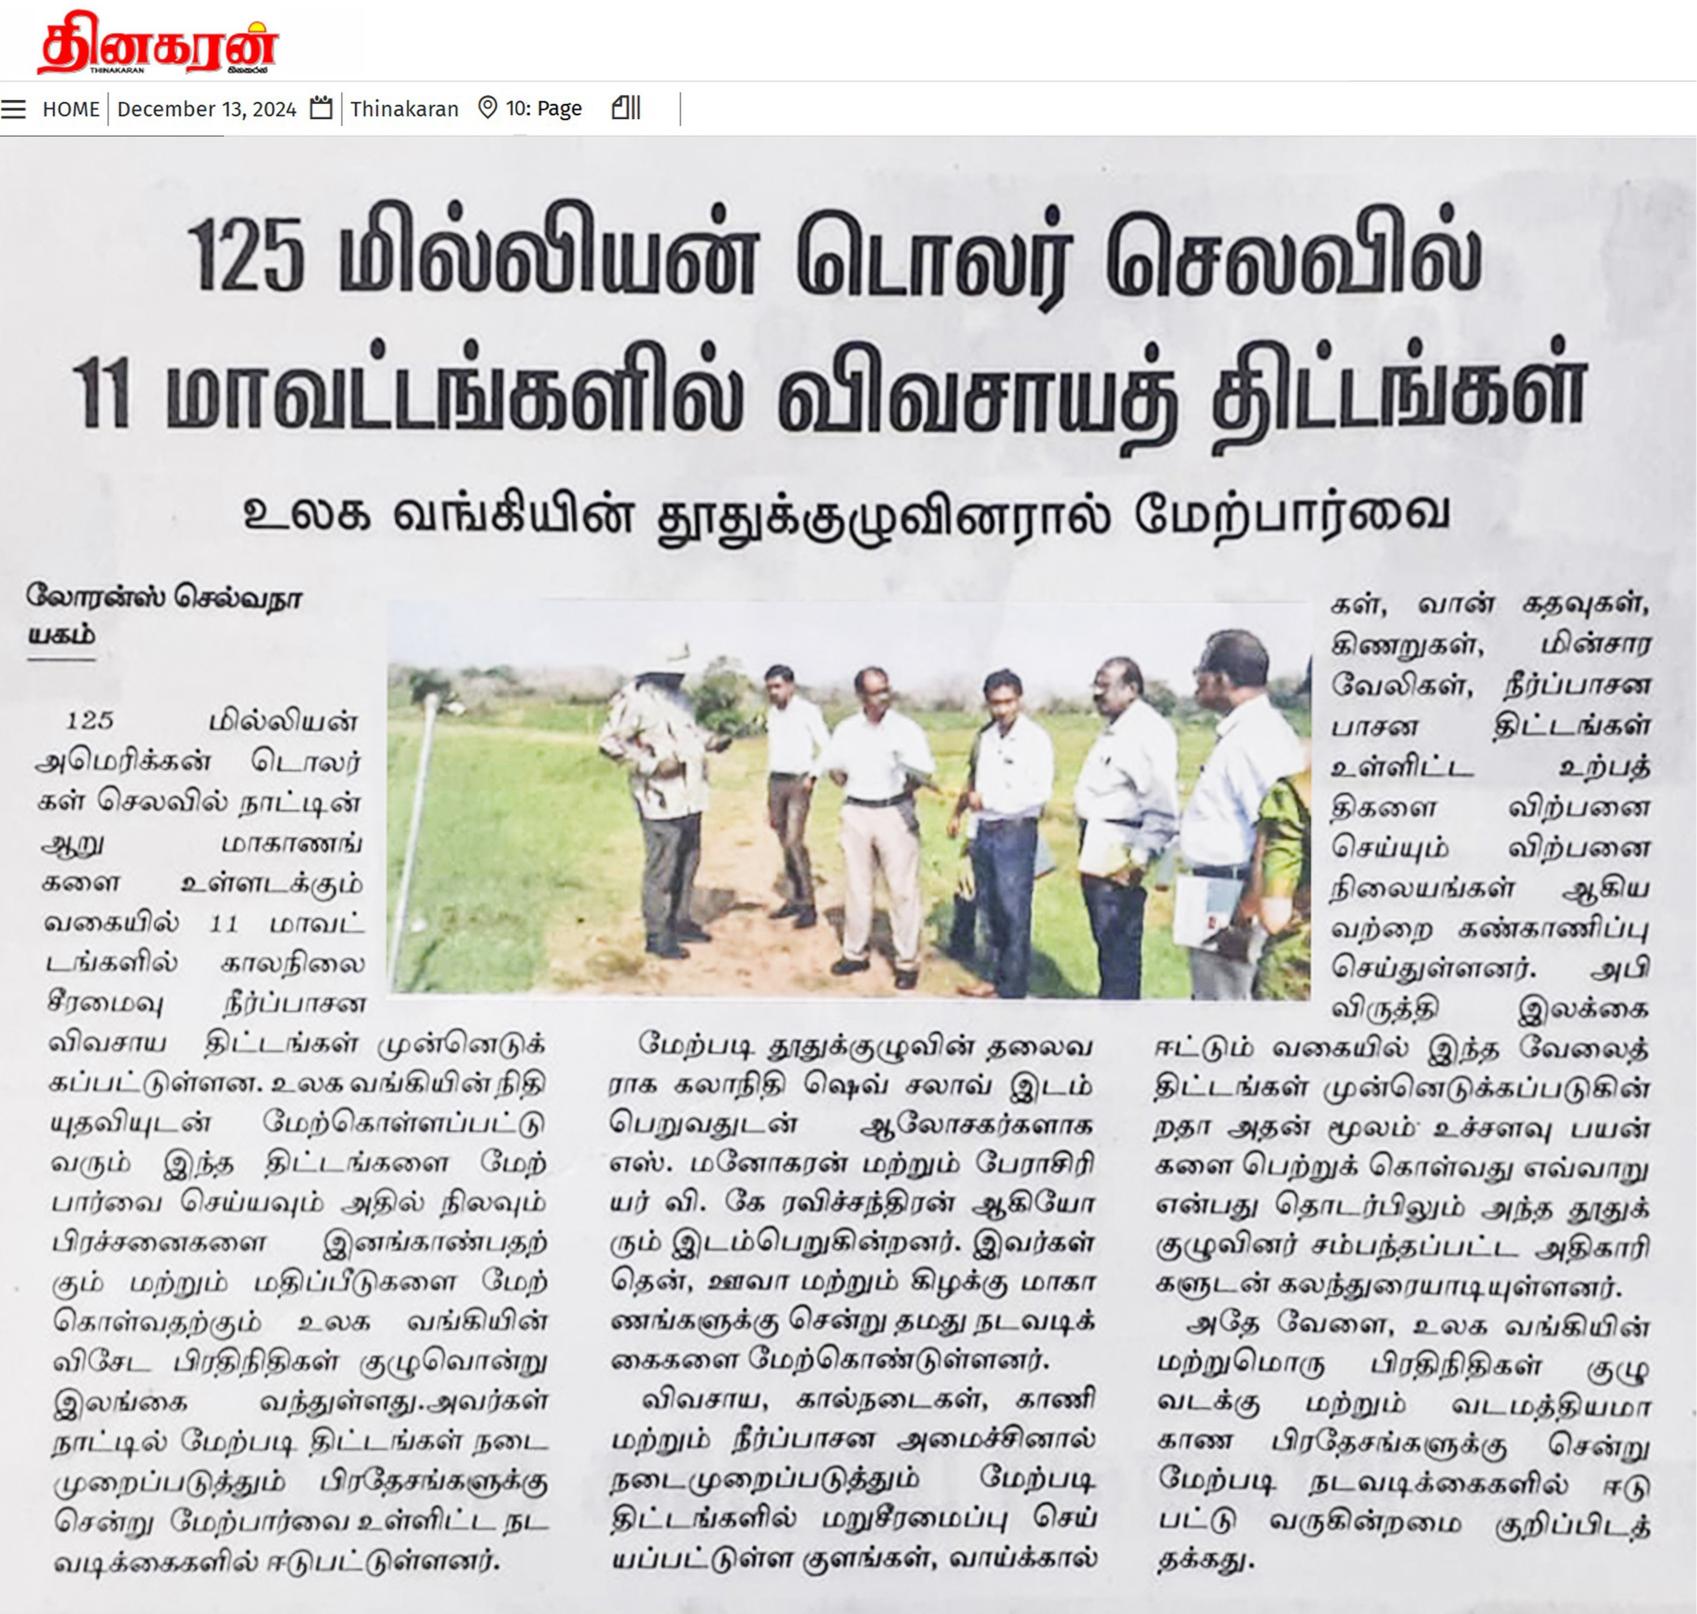 தினகரன்
THINAKARAN
HOME December 13, 2024 Thinakaran 10: Page
125 மில்லியன் டொலர் செலவில்
11 மாவட்டங்களில் விவசாயத் திட்டங்கள்
உலக வங்கியின் தூதுக்குழுவினரால் மேற்பார்வை
லோரன்ஸ் செல்வநா
யகம்
125 மில்லியன்
அமெரிக்கன் டொலர்
கள் செலவில் நாட்டின்
ஆறு மாகாணங்
களை உள்ளடக்கும்
வகையில் 11 மாவட்
டங்களில் காலநிலை
சீரமைவு நீர்ப்பாசன
விவசாய திட்டங்கள் முன்னெடுக்
கப்பட்டுள்ளன. உலக வங்கியின் நிதி
யுதவியுடன் மேற்கொள்ளப்பட்டு
வரும் இந்த திட்டங்களை மேற்
பார்வை செய்யவும் அதில் நிலவும்
பிரச்சனைகளை இனங்காண்பதற்
கும் மற்றும் மதிப்பீடுகளை மேற்
கொள்வதற்கும் உலக வங்கியின்
விசேட பிரதிநிதிகள் குழுவொன்று
இலங்கை வந்துள்ளது.அவர்கள்
நாட்டில் மேற்படி திட்டங்கள் நடை
முறைப்படுத்தும் பிரதேசங்களுக்கு
சென்று மேற்பார்வை உள்ளிட்ட நட
வடிக்கைகளில் ஈடுபட்டுள்ளனர்.
மேற்படி தூதுக்குழுவின் தலைவ
ராக கலாநிதி ஷெவ் சலாவ் இடம்
பெறுவதுடன் ஆலோசகர்களாக
எஸ். மனோகரன் மற்றும் பேராசிரி
யர் வி. கே ரவிச்சந்திரன் ஆகியோ
ரும் இடம்பெறுகின்றனர். இவர்கள்
தென், ஊவா மற்றும் கிழக்கு மாகா
ணங்களுக்கு சென்று தமது நடவடிக்
கைகளை மேற்கொண்டுள்ளனர்.
விவசாய, கால்நடைகள், காணி
மற்றும் நீர்ப்பாசன அமைச்சினால்
நடைமுறைப்படுத்தும் மேற்படி
திட்டங்களில் மறுசீரமைப்பு செய்
யப்பட்டுள்ள குளங்கள், வாய்க்கால்
கள், வான் கதவுகள்,
கிணறுகள், மின்சார
வேலிகள், நீர்ப்பாசன
பாசன திட்டங்கள்
உள்ளிட்ட உற்பத்
திகளை விற்பனை
செய்யும் விற்பனை
நிலையங்கள் ஆகிய
வற்றை கண்காணிப்பு
செய்துள்ளனர். அபி
விருத்தி இலக்கை
ஈட்டும் வகையில் இந்த வேலைத்
திட்டங்கள் முன்னெடுக்கப்படுகின்
றதா அதன் மூலம் உச்சளவு பயன்
களை பெற்றுக் கொள்வது எவ்வாறு
என்பது தொடர்பிலும் அந்த தூதுக்
குழுவினர் சம்பந்தப்பட்ட அதிகாரி
களுடன் கலந்துரையாடியுள்ளனர்.
அதே வேளை, உலக வங்கியின்
மற்றுமொரு பிரதிநிதிகள் குழு
வடக்கு மற்றும் வடமத்தியமா
காண பிரதேசங்களுக்கு சென்று
மேற்படி நடவடிக்கைகளில் ஈடு
பட்டு வருகின்றமை குறிப்பிடத்
தக்கது.